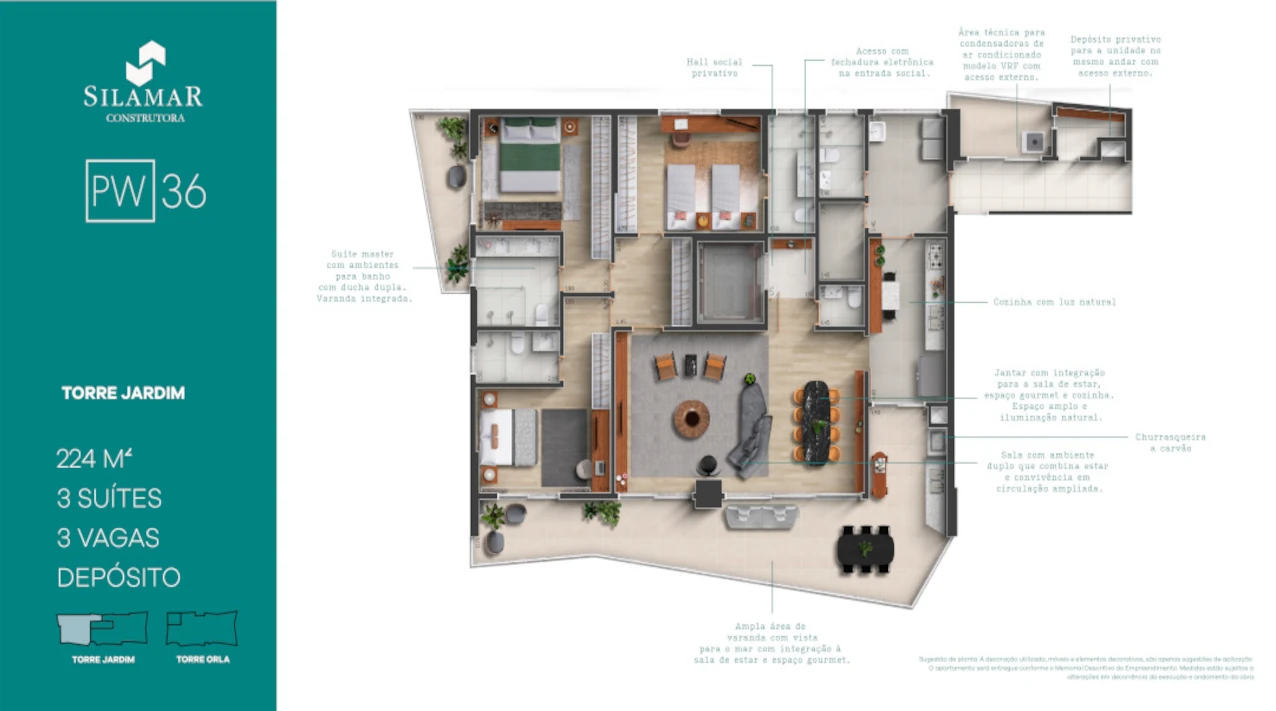 SILAMAR
CONSTRUTORA
PW 36
TORRE JARDIM
224 M²
3 SUÍTES
3 VAGAS
DEPÓSITO
TORRE JARDIM
TORRE ORLA
Hall social
privativo
Acesso com
fechadura eletrônica
na entrada social.
Área técnica para
condensadoras de
ar condicionado
modelo VRF com
acesso externo.
Depósito privativo
para a unidade no
mesmo andar com
acesso externo.
Suíte master
com ambientes
para banho
com ducha dupla.
Varanda integrada.
Cozinha com luz natural
Jantar com integração
para a sala de estar,
espaço gourmet e cozinha.
Espaço amplo e
iluminação natural.
Churrasqueira
a carvão
Sala com ambiente
duplo que combina estar
e convivência em
circulação ampliada.
Ampla área de
varanda com vista
para o mar com integração à
sala de estar e espaço gourmet.
Sugestão de planta. A decoração utilizada, móveis e elementos decorativos, são apenas sugestões de aplicação.
O apartamento será entregue conforme o Memorial Descritivo do Empreendimento. Medidas estão sujeitas a
alterações em decorrência da execução e andamento da obra.